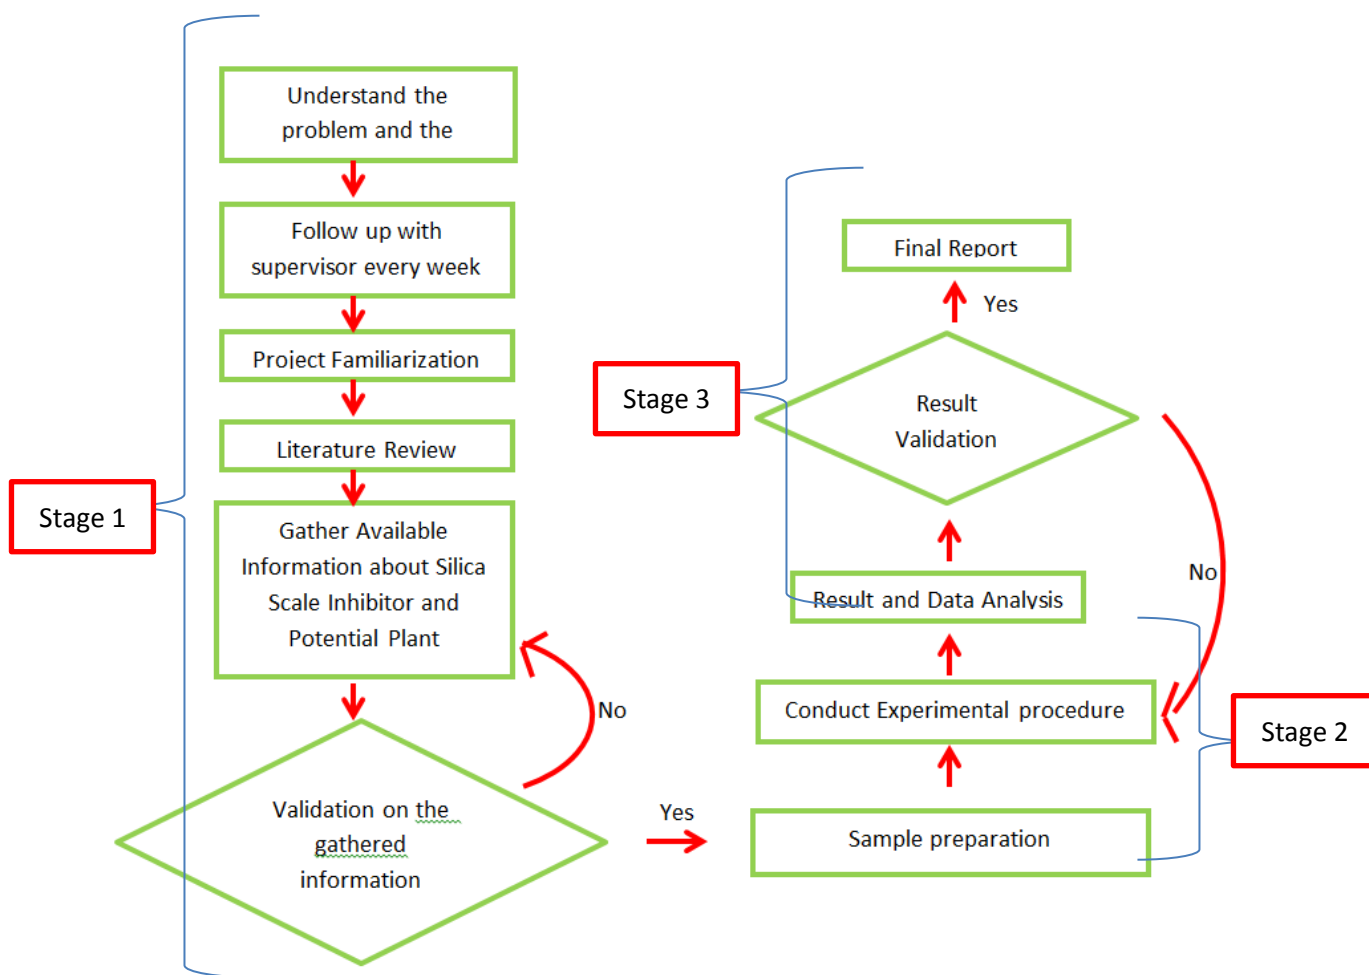 Understand the
problem and the
Follow up with
supervisor every week
Project Familiarization
Literature Review
Stage 1
Gather Available
Information about Silica
Scale Inhibitor and
Potential Plant
No
Validation on the
gathered
information
Yes
Final Report
Yes
Stage 3
Result
Validation
No
Result and Data Analysis
Conduct Experimental procedure
Stage 2
Sample preparation